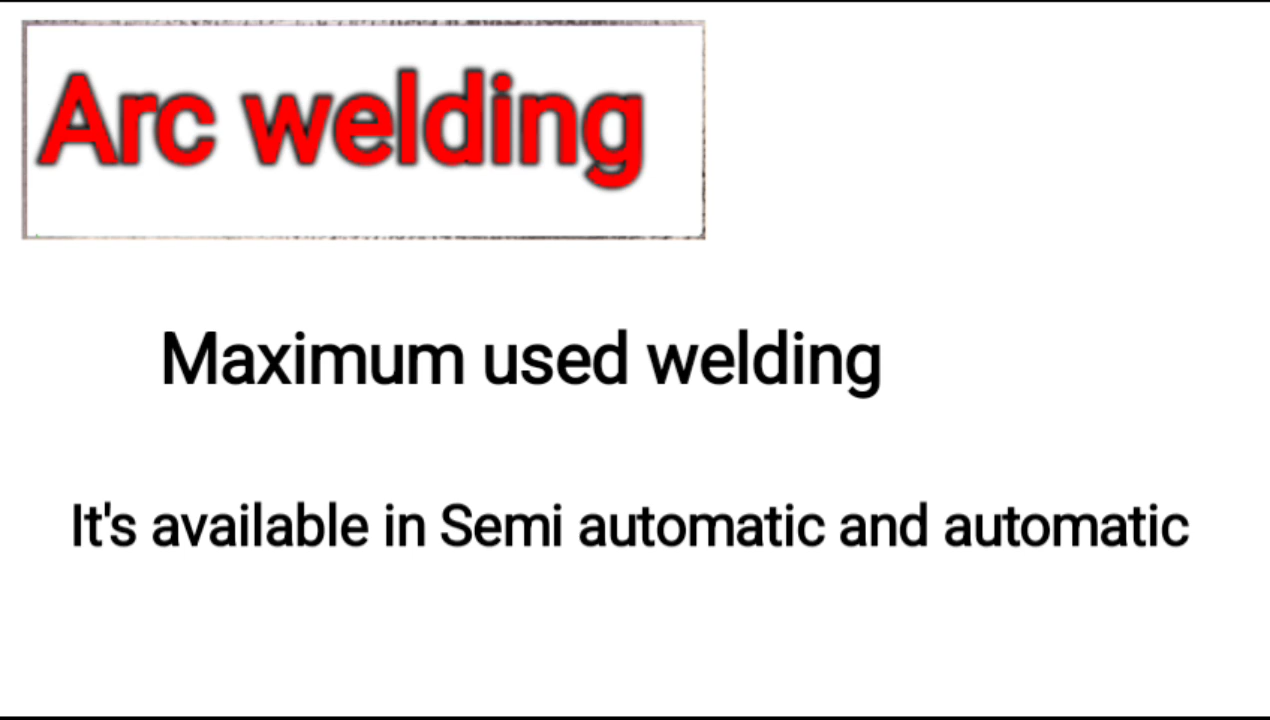 Arc welding
Maximum used welding
It's available in Semi automatic and automatic